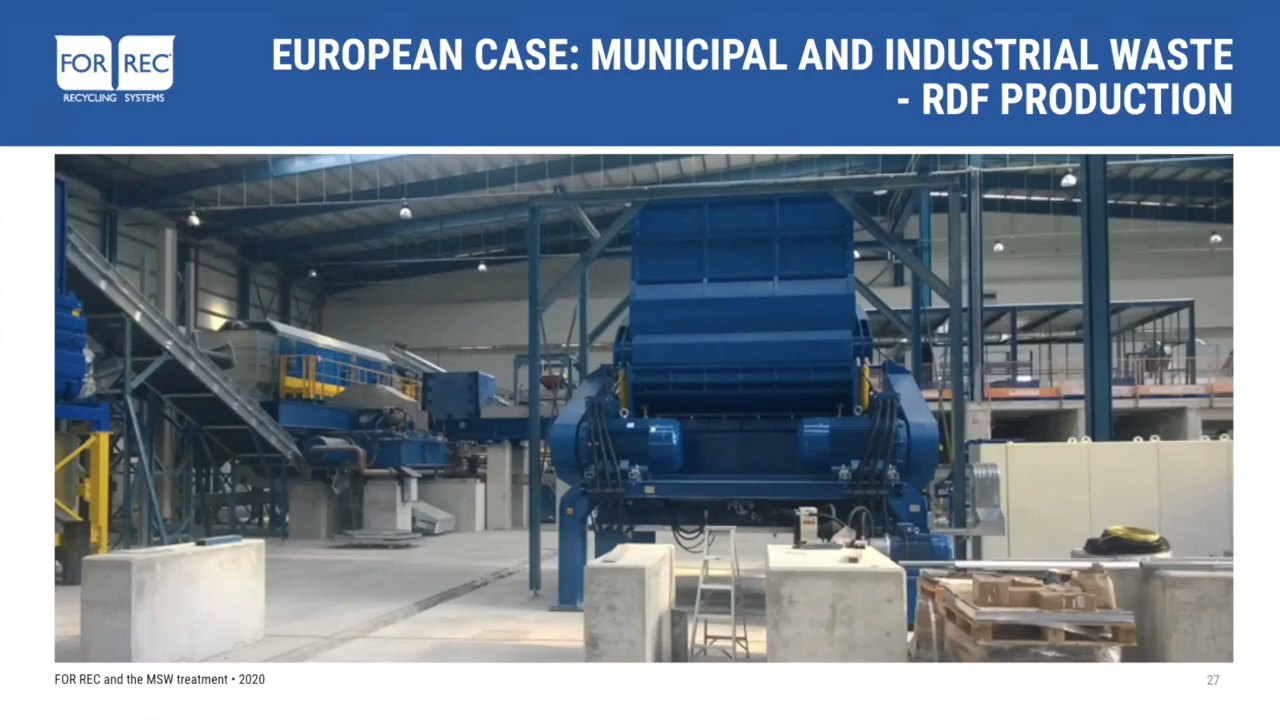 FOR REC
RECYCLING SYSTEMS
EUROPEAN CASE: MUNICIPAL AND INDUSTRIAL WASTE
- RDF PRODUCTION
FOR REC and the MSW treatment • 2020
27